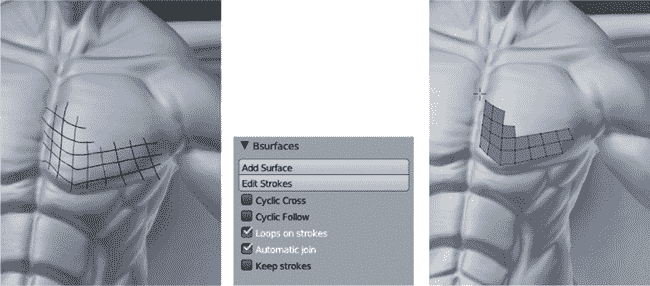 Bsurfaces
Add Surface
Edit Strokes
Cyclic Cross
Cyclic Follow
Loops on strokes
Automatic join
Keep strokes